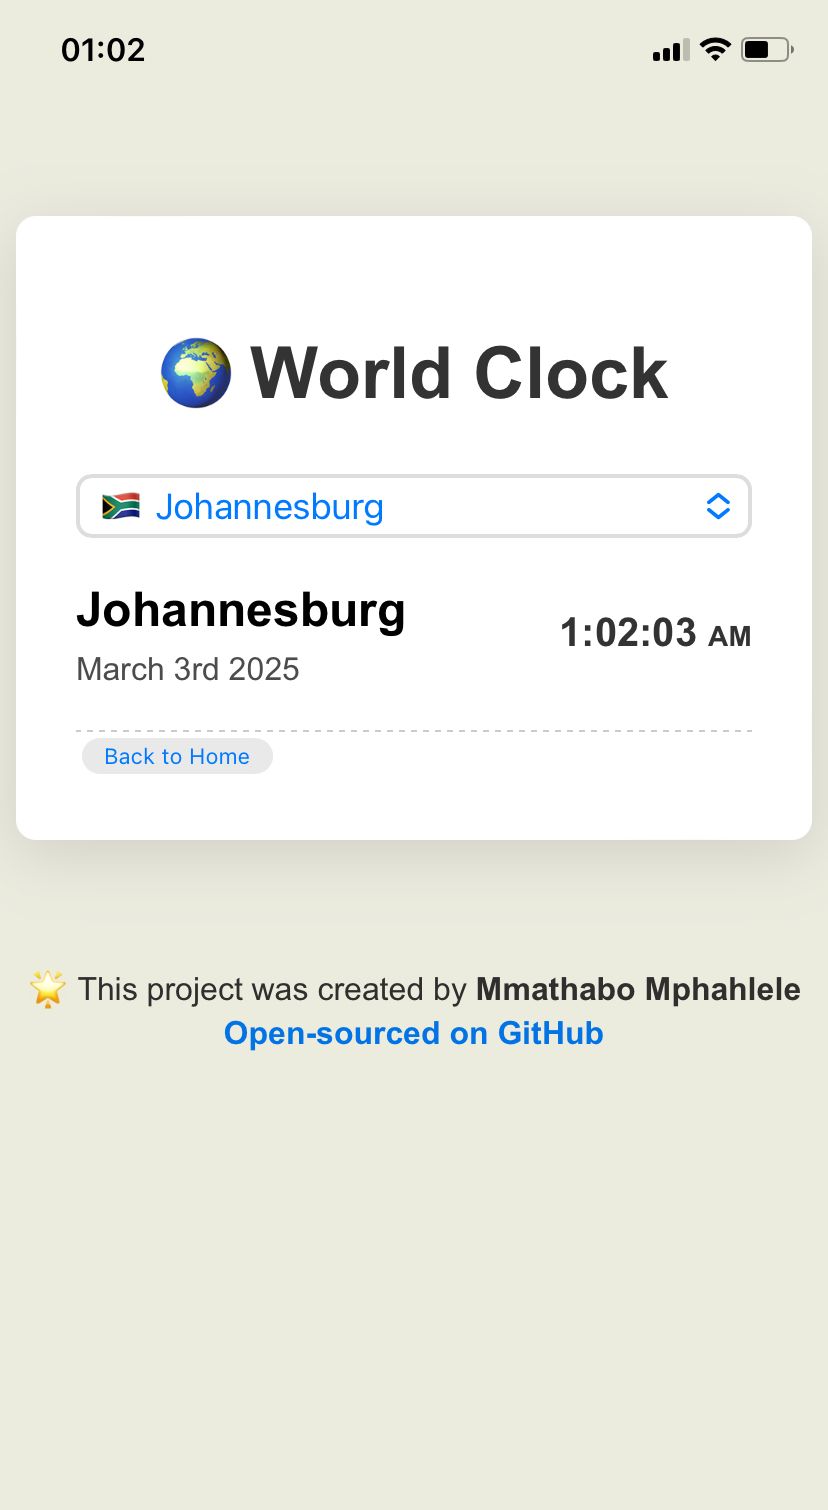 01:02
🌍 World Clock
🇿🇦 Johannesburg
Johannesburg
1:02:03 AM
March 3rd 2025
Back to Home
🌟 This project was created by Mmathabo Mphahlele
Open-sourced on GitHub